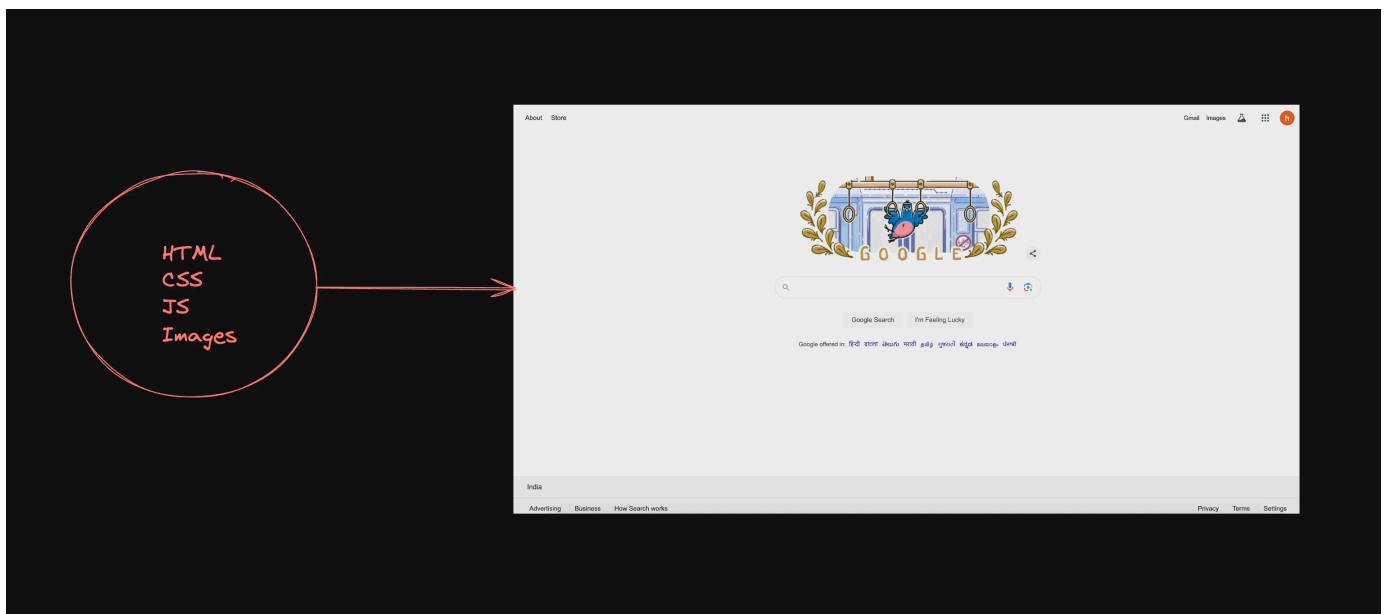 HTML
CSS
JS
Images
About Store
Gmail Images
h
GOOGLE
Google Search I'm Feeling Lucky
Google offered in: हिन्दी বাংলা తెలుగు मराठी தமிழ் ગુજરાતી ಕನ್ನಡ മലയാളം ਪੰਜਾਬੀ
India
Advertising Business How Search works
Privacy Terms Settings